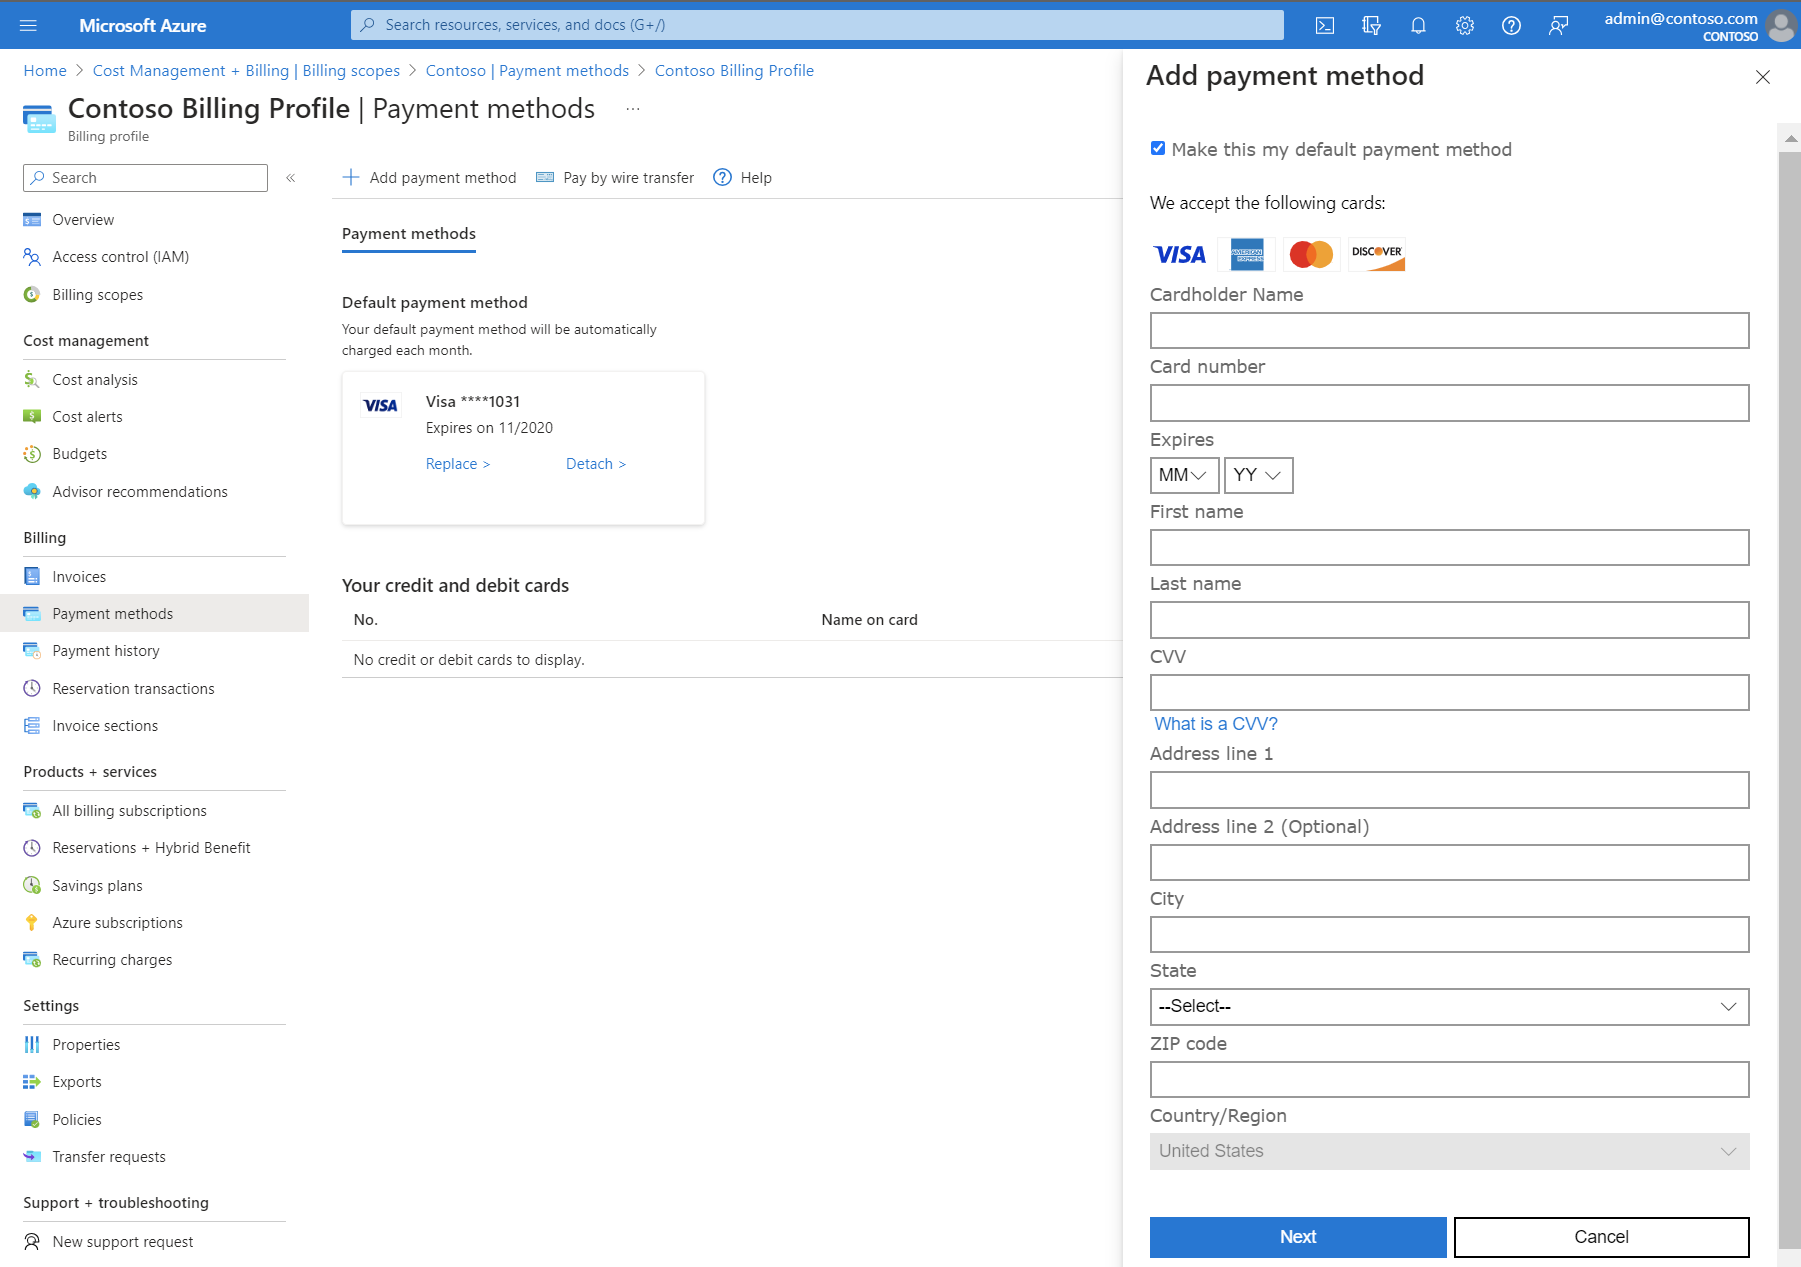 Microsoft Azure
Search resources, services, and docs (G+/)
admin@contoso.com
CONTOSO
Home > Cost Management + Billing | Billing scopes > Contoso | Payment methods > Contoso Billing Profile
Contoso Billing Profile | Payment methods ...
Billing profile
Search «
Overview
Access control (IAM)
Billing scopes
Cost management
Cost analysis
Cost alerts
Budgets
Advisor recommendations
Billing
Invoices
Payment methods
Payment history
Reservation transactions
Invoice sections
Products + services
All billing subscriptions
Reservations + Hybrid Benefit
Savings plans
Azure subscriptions
Recurring charges
Settings
Properties
Exports
Policies
Transfer requests
Support + troubleshooting
New support request
Add payment method Pay by wire transfer Help
Payment methods
Default payment method
Your default payment method will be automatically
charged each month.
VISA Visa ****1031
Expires on 11/2020
Replace > Detach >
Your credit and debit cards
No. Name on card
No credit or debit cards to display.
Add payment method
Make this my default payment method
We accept the following cards:
VISA AMERICAN EXPRESS DISCOVER
Cardholder Name
Card number
Expires
MM YY
First name
Last name
CVV
What is a CVV?
Address line 1
Address line 2 (Optional)
City
State
--Select--
ZIP code
Country/Region
United States
Next Cancel